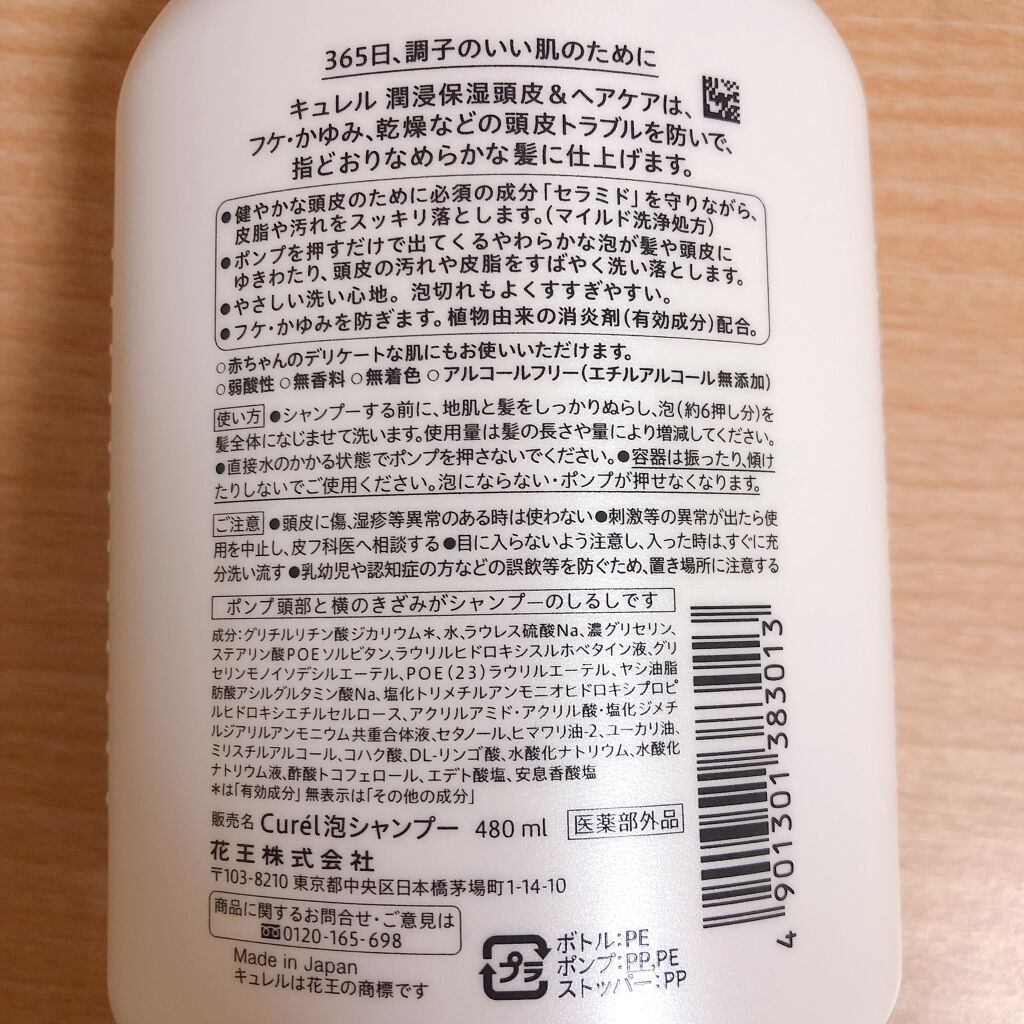 365日、調子のいい肌のために
キュレル 潤浸保湿頭皮&ヘアケアは、
フケ・かゆみ、乾燥などの頭皮トラブルを防いで、
指どおりなめらかな髪に仕上げます。
●健やかな頭皮のために必須の成分「セラミド」を守りながら、
皮脂や汚れをスッキリ落とします。(マイルド洗浄処方)
●ポンプを押すだけで出てくるやわらかな泡が髪や頭皮に
ゆきわたり、頭皮の汚れや皮脂をすばやく洗い落とします。
●やさしい洗い心地。泡切れもよくすすぎやすい。
●フケ・かゆみを防ぎます。植物由来の消炎剤(有効成分)配合。
○赤ちゃんのデリケートな肌にもお使いいただけます。
○弱酸性 ○無香料 ○無着色 ○アルコールフリー(エチルアルコール無添加)
使い方 ●シャンプーする前に、地肌と髪をしっかりぬらし、泡(約6押し分)を
髪全体になじませて洗います。使用量は髪の長さや量により増減してください。
●直接水のかかる状態でポンプを押さないでください。●容器は振ったり、傾け
たりしないでご使用ください。泡にならない・ポンプが押せなくなります。
ご注意 ●頭皮に傷、湿疹等異常のある時は使わない●刺激等の異常が出たら使
用を中止し、皮フ科医へ相談する●目に入らないよう注意し、入った時は、すぐに充
分洗い流す●乳幼児や認知症の方などの誤飲等を防ぐため、置き場所に注意する
ポンプ頭部と横のきざみがシャンプーのしるしです
成分:グリチルリチン酸ジカリウム*、水、ラウレス硫酸Na、濃グリセリン、
ステアリン酸POEソルビタン、ラウリルヒドロキシスルホベタイン液、グリ
セリンモノイソデシルエーテル、POE(23)ラウリルエーテル、ヤシ油脂
肪酸アシルグルタミン酸Na、塩化トリメチルアンモニオヒドロキシプロピ
ルヒドロキシエチルセルロース、アクリルアミド・アクリル酸・塩化ジメチ
ルジアリルアンモニウム共重合体液、セタノール、ヒマワリ油-2、ユーカリ油、
ミリスチルアルコール、コハク酸、DL-リンゴ酸、水酸化ナトリウム、水酸化
ナトリウム液、酢酸トコフェロール、エデト酸塩、安息香酸塩
*は「有効成分」無表示は「その他の成分」
販売名 Curél泡シャンプー 480 ml 医薬部外品
花王株式会社
〒103-8210 東京都中央区日本橋茅場町1-14-10
商品に関するお問合せ・ご意見は
0120-165-698
Made in Japan
キュレルは花王の商標です
プラ
ボトル:PE
ポンプ:PP,PE
ストッパー:PP
4 901301 383013